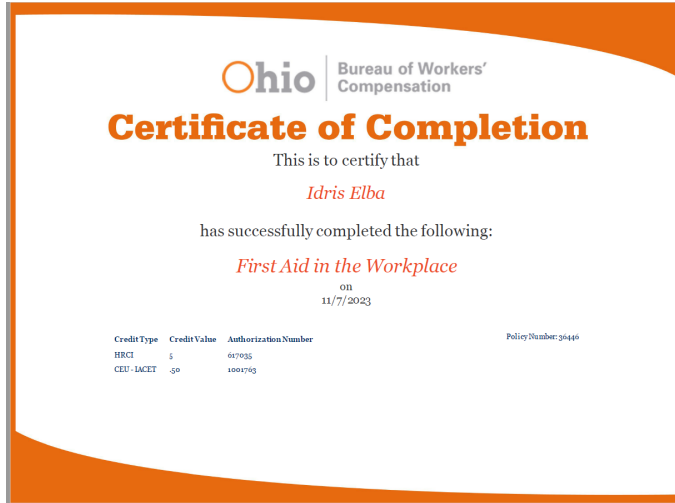 Ohio Bureau of Workers'
Compensation
Certificate of Completion
This is to certify that
Idris Elba
has successfully completed the following:
First Aid in the Workplace
on
11/7/2023
Credit Type Credit Value Authorization Number
HRCI 5 617035
CEU - IACET .50 1001763
Policy Number: 36446